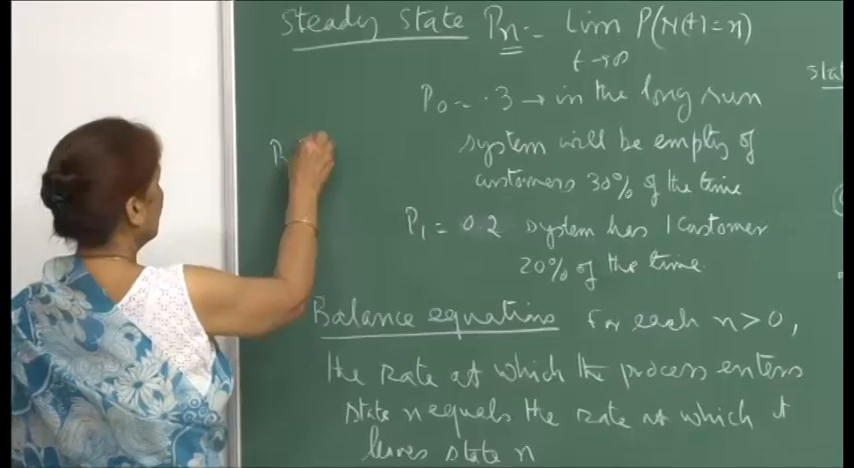 Steady State Pn = lim P(N(t)=n)
t→∞
State
P0 = .3 → in the long run
system will be empty of
customers 30% of the time
P1 = 0.2 system has 1 customer
20% of the time.
Balance equations For each n>0,
the rate at which the process enters
state n equals the rate at which it
leaves state n